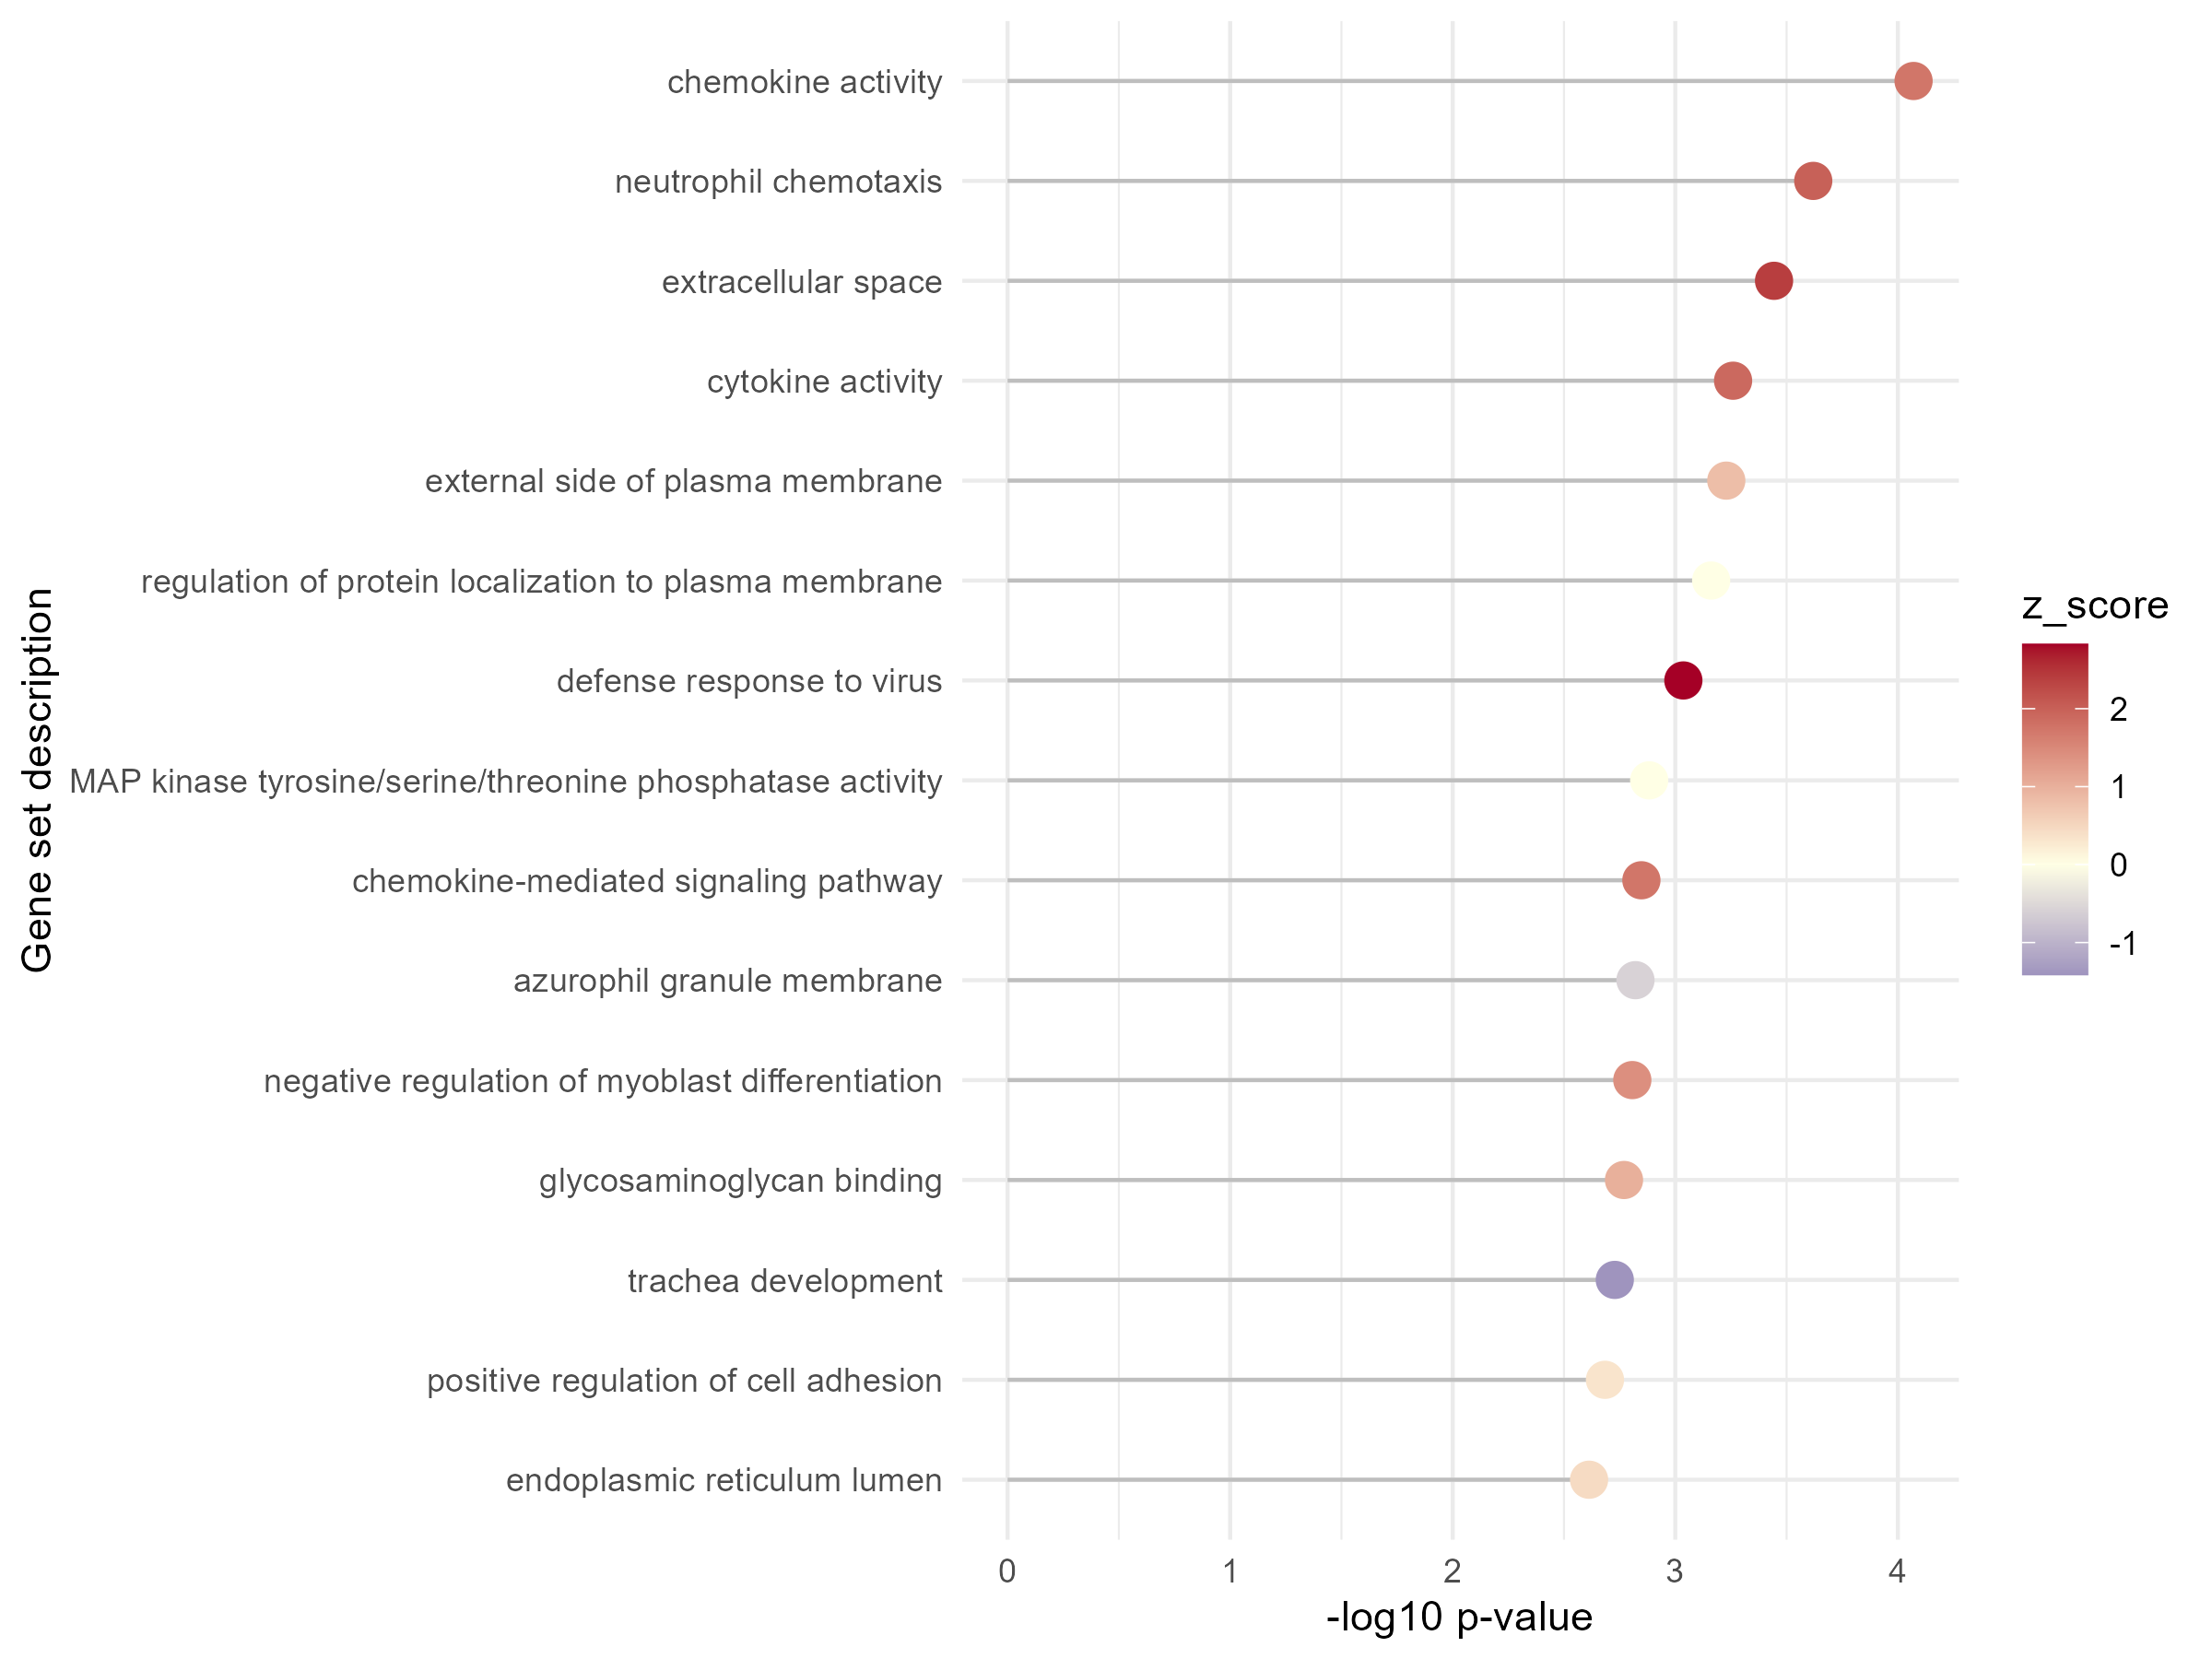 chemokine activity
neutrophil chemotaxis
extracellular space
cytokine activity
external side of plasma membrane
regulation of protein localization to plasma membrane
defense response to virus
MAP kinase tyrosine/serine/threonine phosphatase activity
chemokine-mediated signaling pathway
azurophil granule membrane
negative regulation of myoblast differentiation
glycosaminoglycan binding
trachea development
positive regulation of cell adhesion
endoplasmic reticulum lumen
Gene set description
0 1 2 3 4
-log10 p-value
z_score
2
1
0
-1